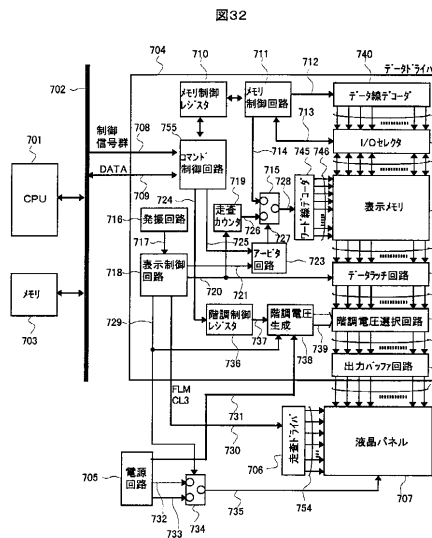 図32
704
データドライバ
710
711
712
740
702
メモリ制御
レジスタ
メモリ
制御回路
データ線デコーダ
713
制御
信号群
708
755
I/Oセレクタ
701
CPU
DATA
709
コマンド
制御回路
714
715
745
746
724
719
728
ワード線デコーダ
表示メモリ
716
発振回路
走査
カウンタ
726
727
717
725
アービタ
回路
723
718
表示制御
回路
721
データラッチ回路
メモリ
703
720
729
階調制御
レジスタ
階調電圧
生成
階調電圧選択回路
736
737
738
739
出力バッファ回路
FLM
CL3
731
730
走査ドライバ
液晶パネル
705
電源
回路
706
732
733
734
735
754
707